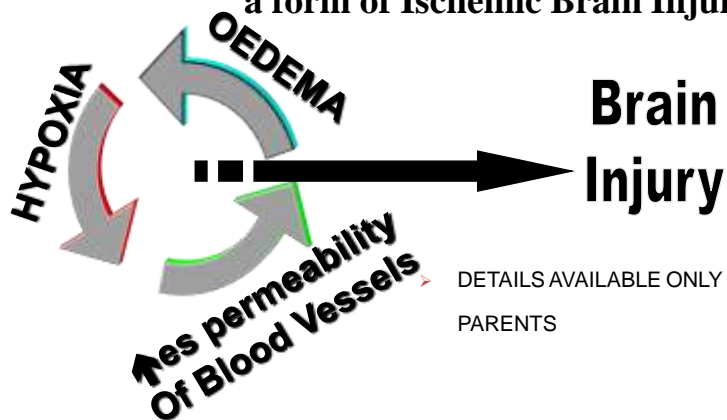 a form of Ischemic Brain Injur
OEDEMA
HYPOXIA
Brain
Injury
↑es permeability
Of Blood Vessels
➢ DETAILS AVAILABLE ONLY
PARENTS